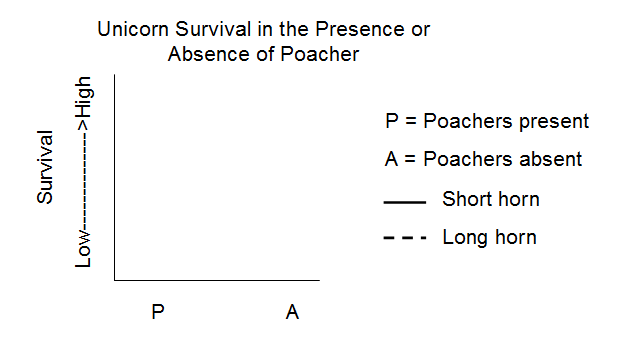 Unicorn Survival in the Presence or
Absence of Poacher
Survival
Low--------------->High
P
A
P = Poachers present
A = Poachers absent
Short horn
Long horn